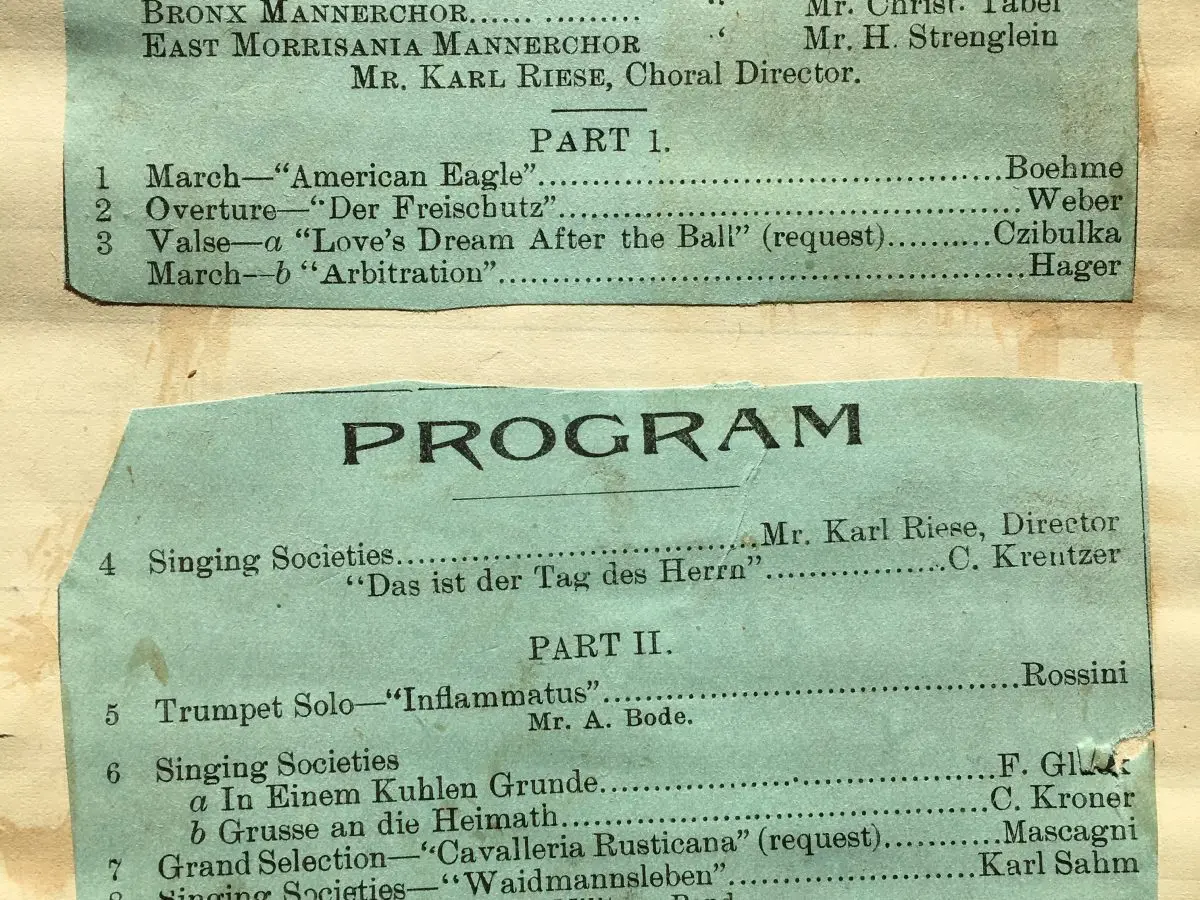 BRONX MANNERCHOR...... ......... " Mr. Christ. Tabel
EAST MORRISANIA MANNERCHOR " Mr. H. Strenglein
MR. KARL RIESE, Choral Director.
PART 1.
1 March—"American Eagle"..........Boehme
2 Overture—"Der Freischutz"..........Weber
3 Valse—a "Love's Dream After the Ball" (request)..........Czibulka
March—b "Arbitration"..........Hager
PROGRAM
4 Singing Societies..........Mr. Karl Riese, Director
"Das ist der Tag des Herrn"..........C. Kreutzer
PART II.
5 Trumpet Solo—"Inflammatus"..........Rossini
Mr. A. Bode.
6 Singing Societies
a In Einem Kuhlen Grunde..........F.
b Grusse an die Heimath..........C. Kroner
7 Grand Selection—"Cavalleria Rusticana" (request)..........Mascagni
8 Singing Societies—"Waidmannsleben"..........Karl Sahm